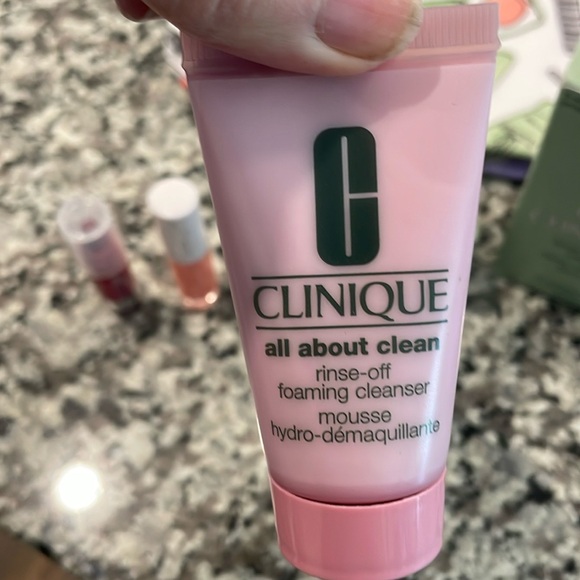 C
CLINIQUE
all about clean
rinse-off
foaming cleanser
mousse
hydro-démaquillante